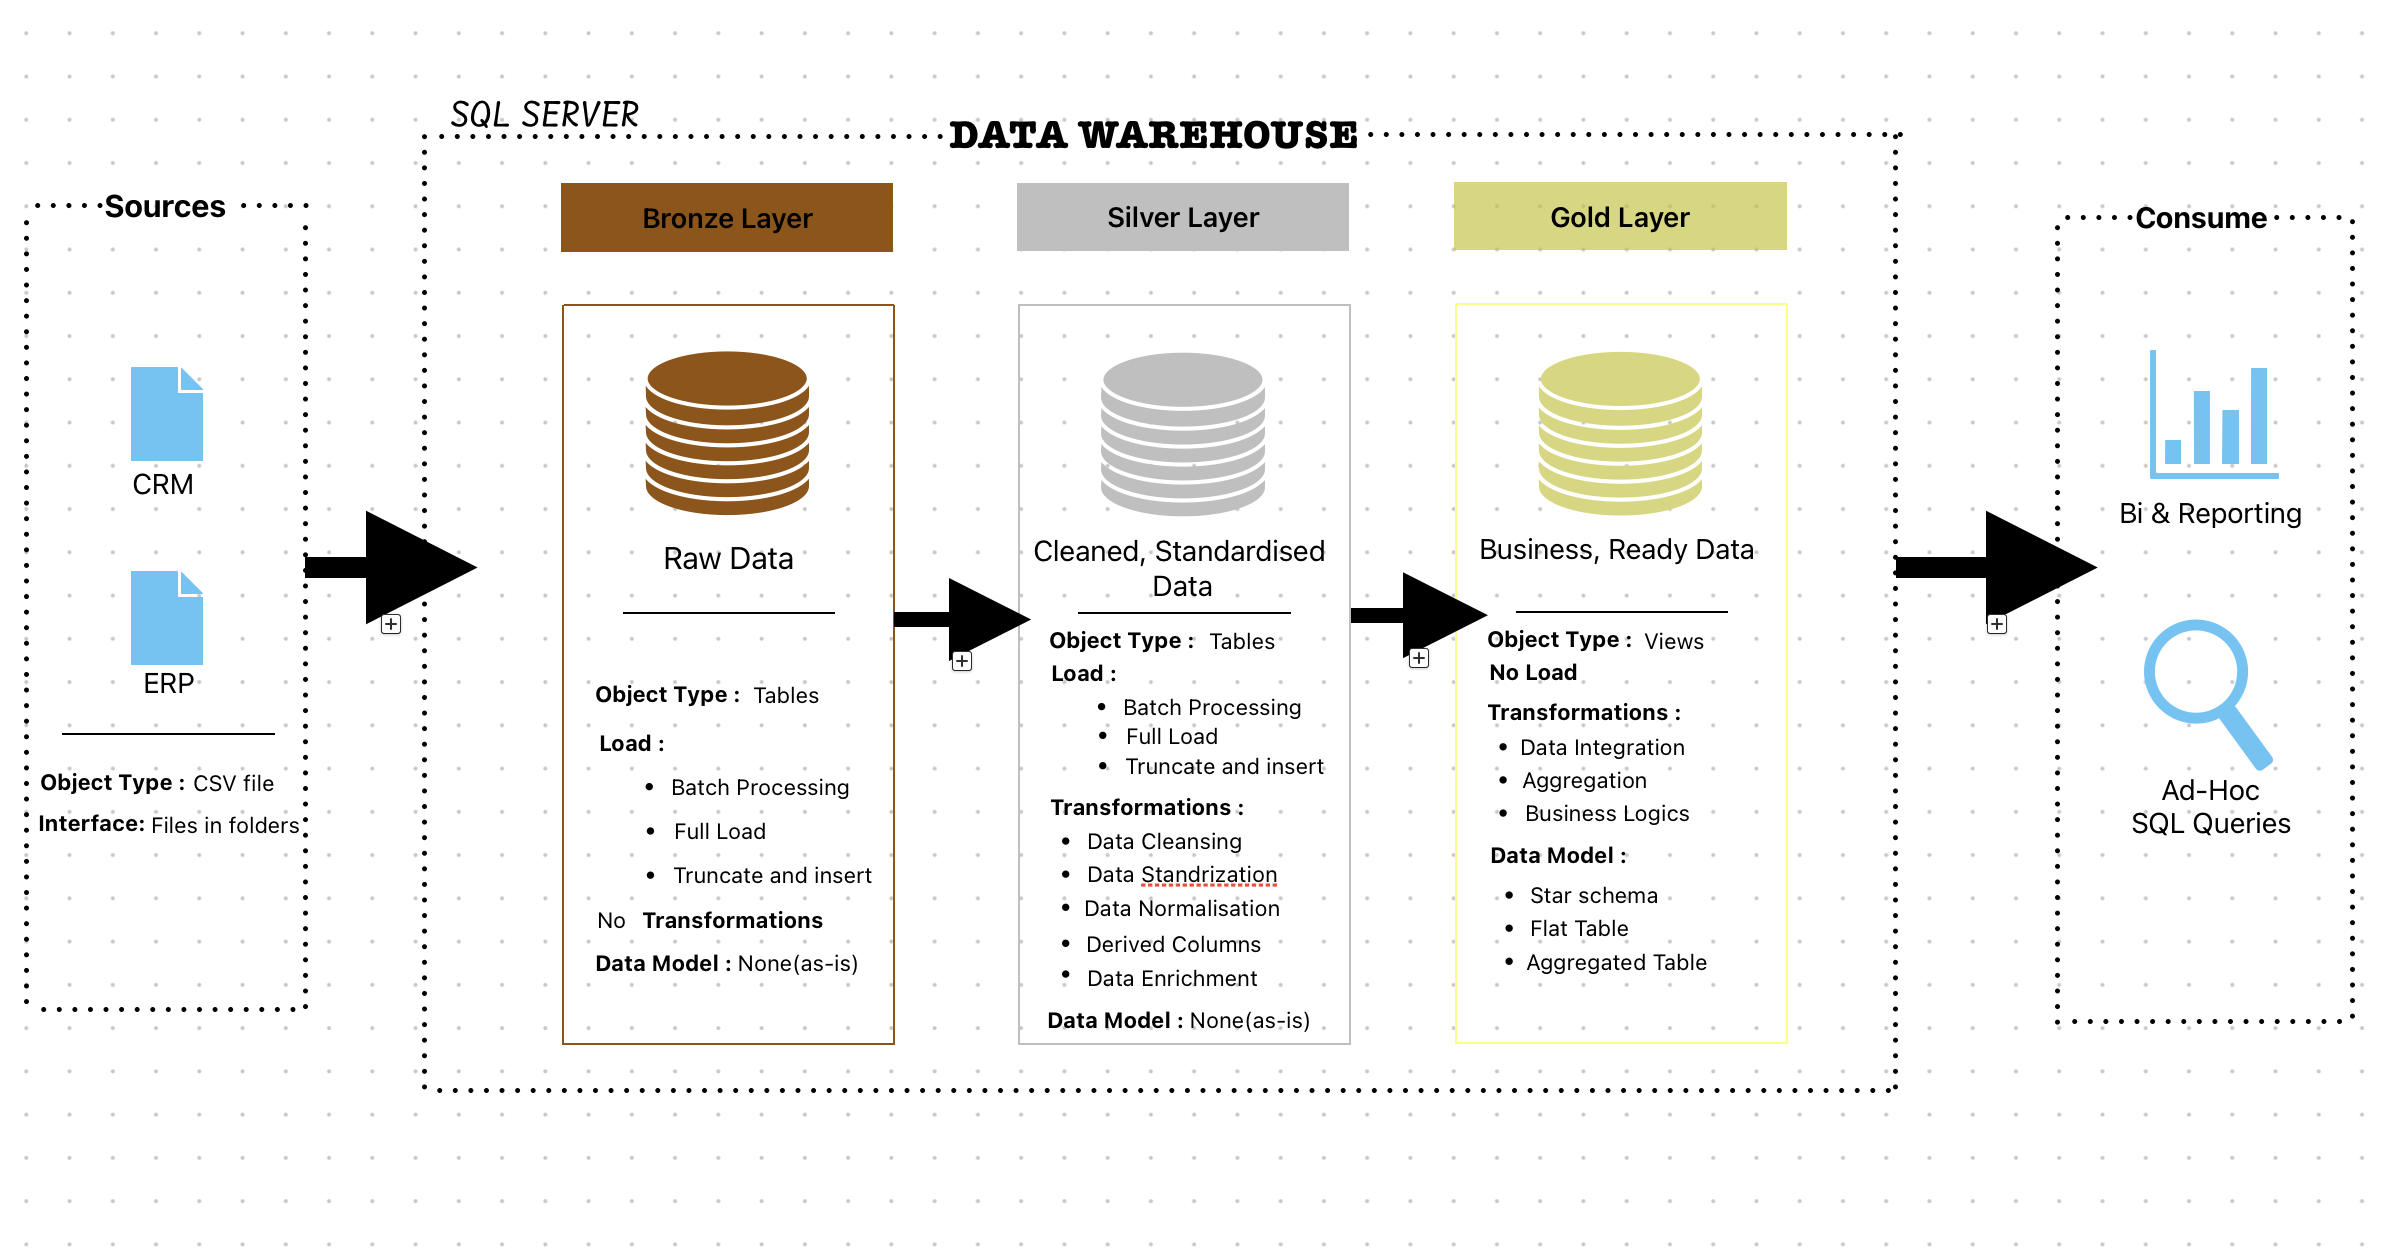 SQL SERVER
DATA WAREHOUSE
Sources
CRM
ERP
Object Type : CSV file
Interface: Files in folders
Bronze Layer
Raw Data
Object Type : Tables
Load :
• Batch Processing
• Full Load
• Truncate and insert
No Transformations
Data Model : None(as-is)
Silver Layer
Cleaned, Standardised
Data
Object Type : Tables
Load :
• Batch Processing
• Full Load
• Truncate and insert
Transformations :
• Data Cleansing
• Data Standrization
• Data Normalisation
• Derived Columns
• Data Enrichment
Data Model : None(as-is)
Gold Layer
Business, Ready Data
Object Type : Views
No Load
Transformations :
• Data Integration
• Aggregation
• Business Logics
Data Model :
• Star schema
• Flat Table
• Aggregated Table
Consume
Bi & Reporting
Ad-Hoc
SQL Queries